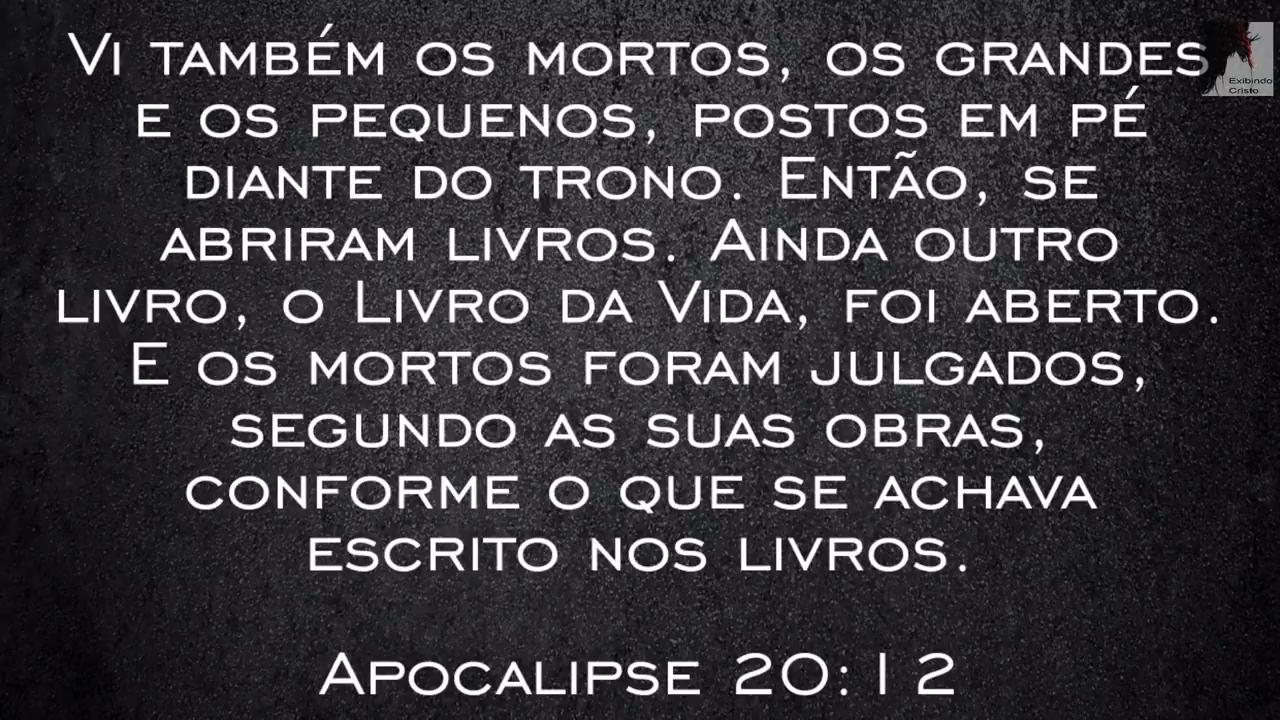 Vi também os mortos, os grandes
e os pequenos, postos em pé
diante do trono. Então, se
abriram livros. Ainda outro
livro, o Livro da Vida, foi aberto.
E os mortos foram julgados,
segundo as suas obras,
conforme o que se achava
escrito nos livros.
Apocalipse 20:12
Exibindo
Cristo